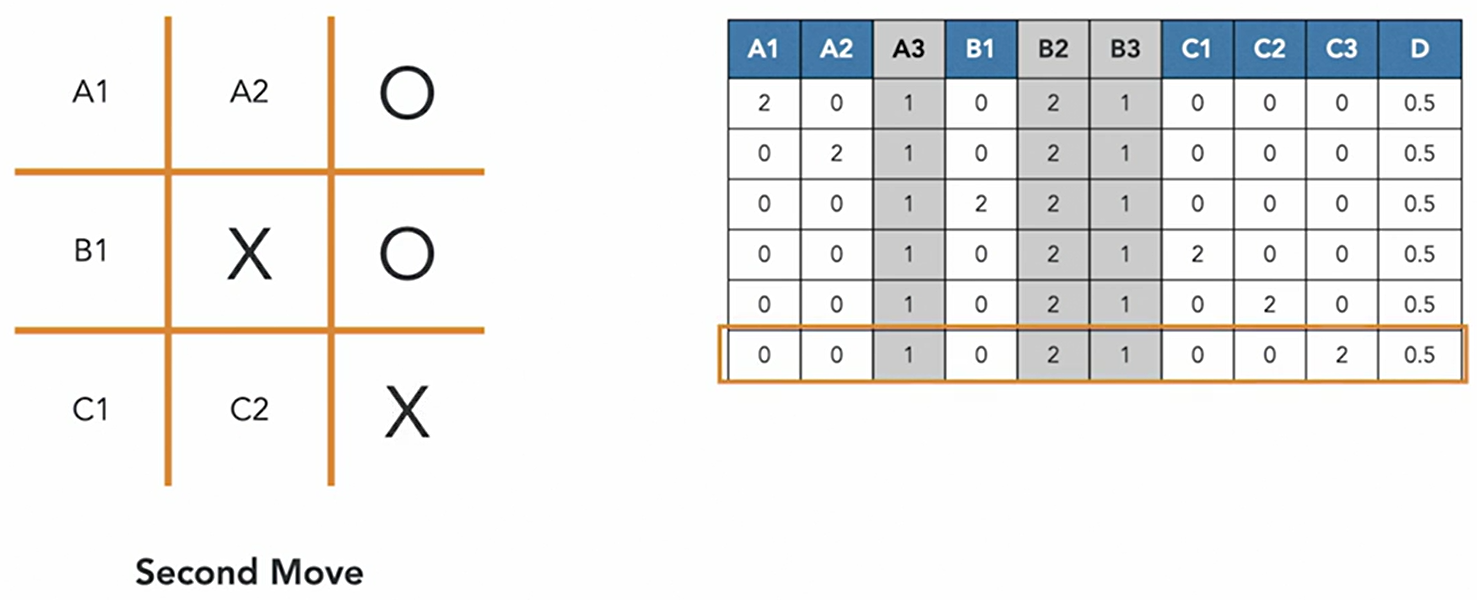 A1 A2 O
B1 X O
C1 C2 X
Second Move
A1 A2 A3 B1 B2 B3 C1 C2 C3 D
2 0 1 0 2 1 0 0 0 0.5
0 2 1 0 2 1 0 0 0 0.5
0 0 1 2 2 1 0 0 0 0.5
0 0 1 0 2 1 2 0 0 0.5
0 0 1 0 2 1 0 2 0 0.5
0 0 1 0 2 1 0 0 2 0.5